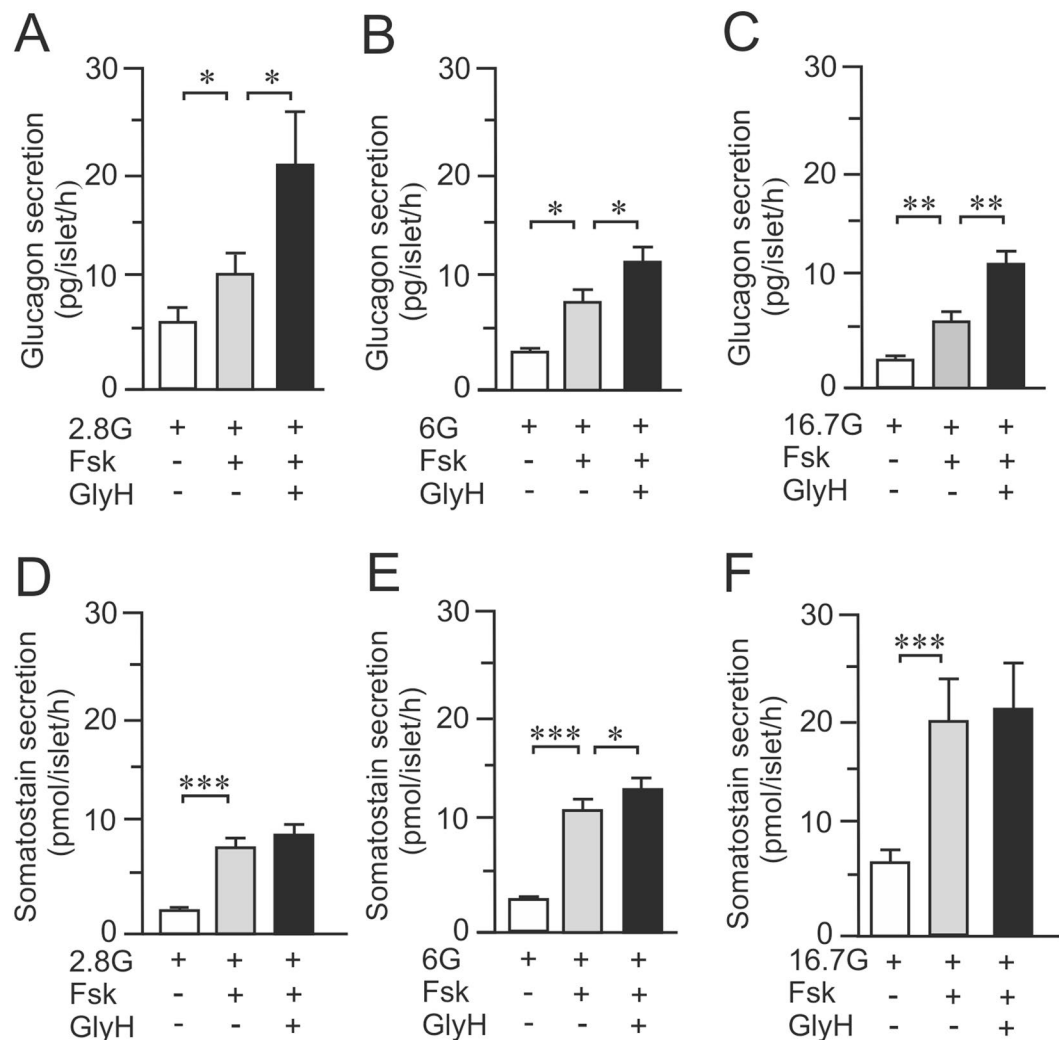 A
B
C
Glucagon secretion
(pg/islet/h)
30
20
10
0
* *
2.8G + + +
Fsk - + +
GlyH - - +
Glucagon secretion
(pg/islet/h)
30
20
10
0
* *
6G + + +
Fsk - + +
GlyH - - +
Glucagon secretion
(pg/islet/h)
30
20
10
0
** **
16.7G + + +
Fsk - + +
GlyH - - +
D
E
F
Somatostain secretion
(pmol/islet/h)
30
20
10
0
***
2.8G + + +
Fsk - + +
GlyH - - +
Somatostain secretion
(pmol/islet/h)
30
20
10
0
*** *
6G + + +
Fsk - + +
GlyH - - +
Somatostain secretion
(pmol/islet/h)
30
20
10
0
***
16.7G + + +
Fsk - + +
GlyH - - +